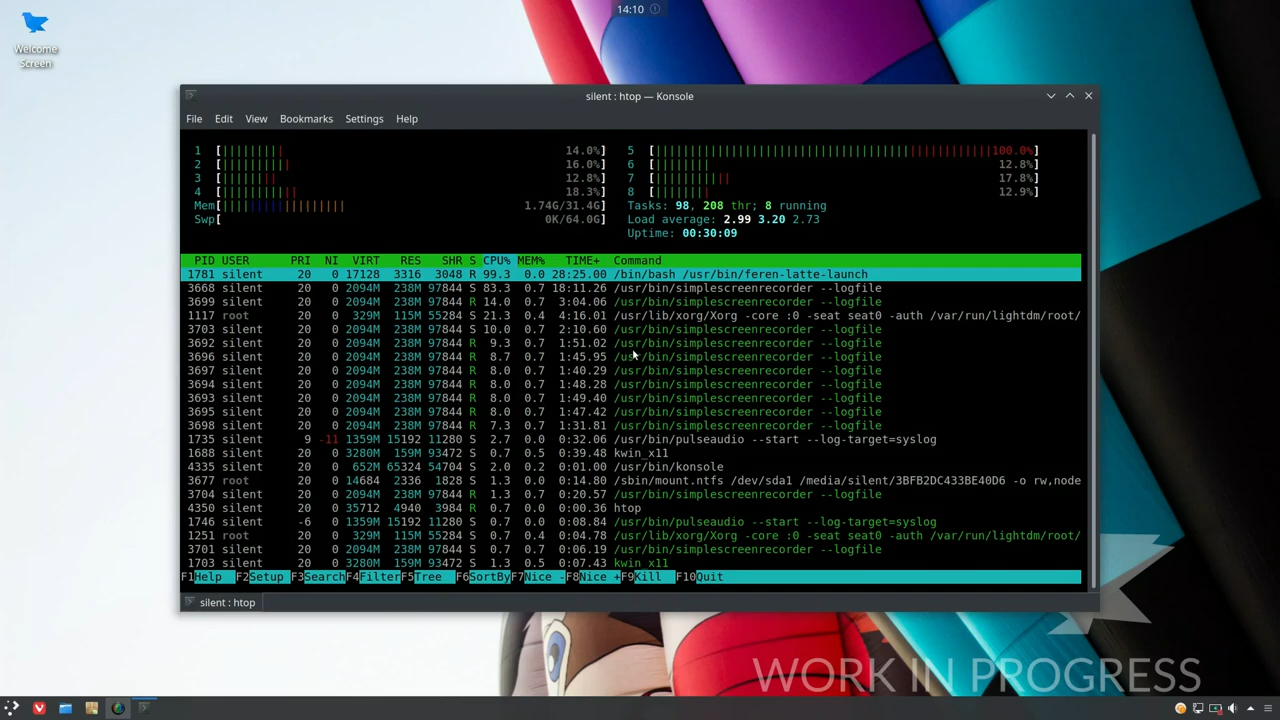 14:10
Welcome
Screen
silent : htop — Konsole
File Edit View Bookmarks Settings Help
1 [ 14.0%] 5 [ 100.0%]
2 [ 16.0%] 6 [ 12.8%]
3 [ 12.8%] 7 [ 17.8%]
4 [ 18.3%] 8 [ 12.9%]
Mem[ 1.74G/31.4G] Tasks: 98, 208 thr; 8 running
Swp[ 0K/64.0G] Load average: 2.99 3.20 2.73
Uptime: 00:30:09
PID USER PRI NI VIRT RES SHR S CPU% MEM% TIME+ Command
1781 silent 20 0 17128 3316 3048 R 99.3 0.0 28:25.00 /bin/bash /usr/bin/feren-latte-launch
3668 silent 20 0 2094M 238M 97844 S 83.3 0.7 18:11.26 /usr/bin/simplescreenrecorder --logfile
3699 silent 20 0 2094M 238M 97844 R 14.0 0.7 3:04.06 /usr/bin/simplescreenrecorder --logfile
1117 root 20 0 329M 115M 55284 S 21.3 0.4 4:16.01 /usr/lib/xorg/Xorg -core :0 -seat seat0 -auth /var/run/lightdm/root/
3703 silent 20 0 2094M 238M 97844 S 10.0 0.7 2:10.60 /usr/bin/simplescreenrecorder --logfile
3692 silent 20 0 2094M 238M 97844 R 9.3 0.7 1:51.02 /usr/bin/simplescreenrecorder --logfile
3696 silent 20 0 2094M 238M 97844 R 8.7 0.7 1:45.95 /usr/bin/simplescreenrecorder --logfile
3697 silent 20 0 2094M 238M 97844 R 8.0 0.7 1:40.29 /usr/bin/simplescreenrecorder --logfile
3694 silent 20 0 2094M 238M 97844 R 8.0 0.7 1:48.28 /usr/bin/simplescreenrecorder --logfile
3693 silent 20 0 2094M 238M 97844 R 8.0 0.7 1:49.40 /usr/bin/simplescreenrecorder --logfile
3695 silent 20 0 2094M 238M 97844 R 8.0 0.7 1:47.42 /usr/bin/simplescreenrecorder --logfile
3698 silent 20 0 2094M 238M 97844 R 7.3 0.7 1:31.81 /usr/bin/simplescreenrecorder --logfile
1735 silent 9 -11 1359M 15192 11280 S 2.7 0.0 0:32.06 /usr/bin/pulseaudio --start --log-target=syslog
1688 silent 20 0 3280M 159M 93472 S 0.7 0.5 0:39.48 kwin_x11
4335 silent 20 0 652M 65324 54704 S 2.0 0.2 0:01.00 /usr/bin/konsole
3677 root 20 0 14684 2336 1828 S 1.3 0.0 0:14.80 /sbin/mount.ntfs /dev/sda1 /media/silent/3BFB2DC433BE40D6 -o rw,node
3704 silent 20 0 2094M 238M 97844 R 1.3 0.7 0:20.57 /usr/bin/simplescreenrecorder --logfile
4350 silent 20 0 35712 4940 3984 R 0.7 0.0 0:00.36 htop
1746 silent -6 0 1359M 15192 11280 S 0.7 0.0 0:08.84 /usr/bin/pulseaudio --start --log-target=syslog
1251 root 20 0 329M 115M 55284 S 0.7 0.4 0:04.78 /usr/lib/xorg/Xorg -core :0 -seat seat0 -auth /var/run/lightdm/root/
3701 silent 20 0 2094M 238M 97844 S 0.7 0.7 0:06.19 /usr/bin/simplescreenrecorder --logfile
1703 silent 20 0 3280M 159M 93472 S 1.3 0.5 0:07.43 kwin_x11
F1Help F2Setup F3SearchF4FilterF5Tree F6SortByF7Nice -F8Nice +F9Kill F10Quit
silent : htop
WORK IN PROGRESS